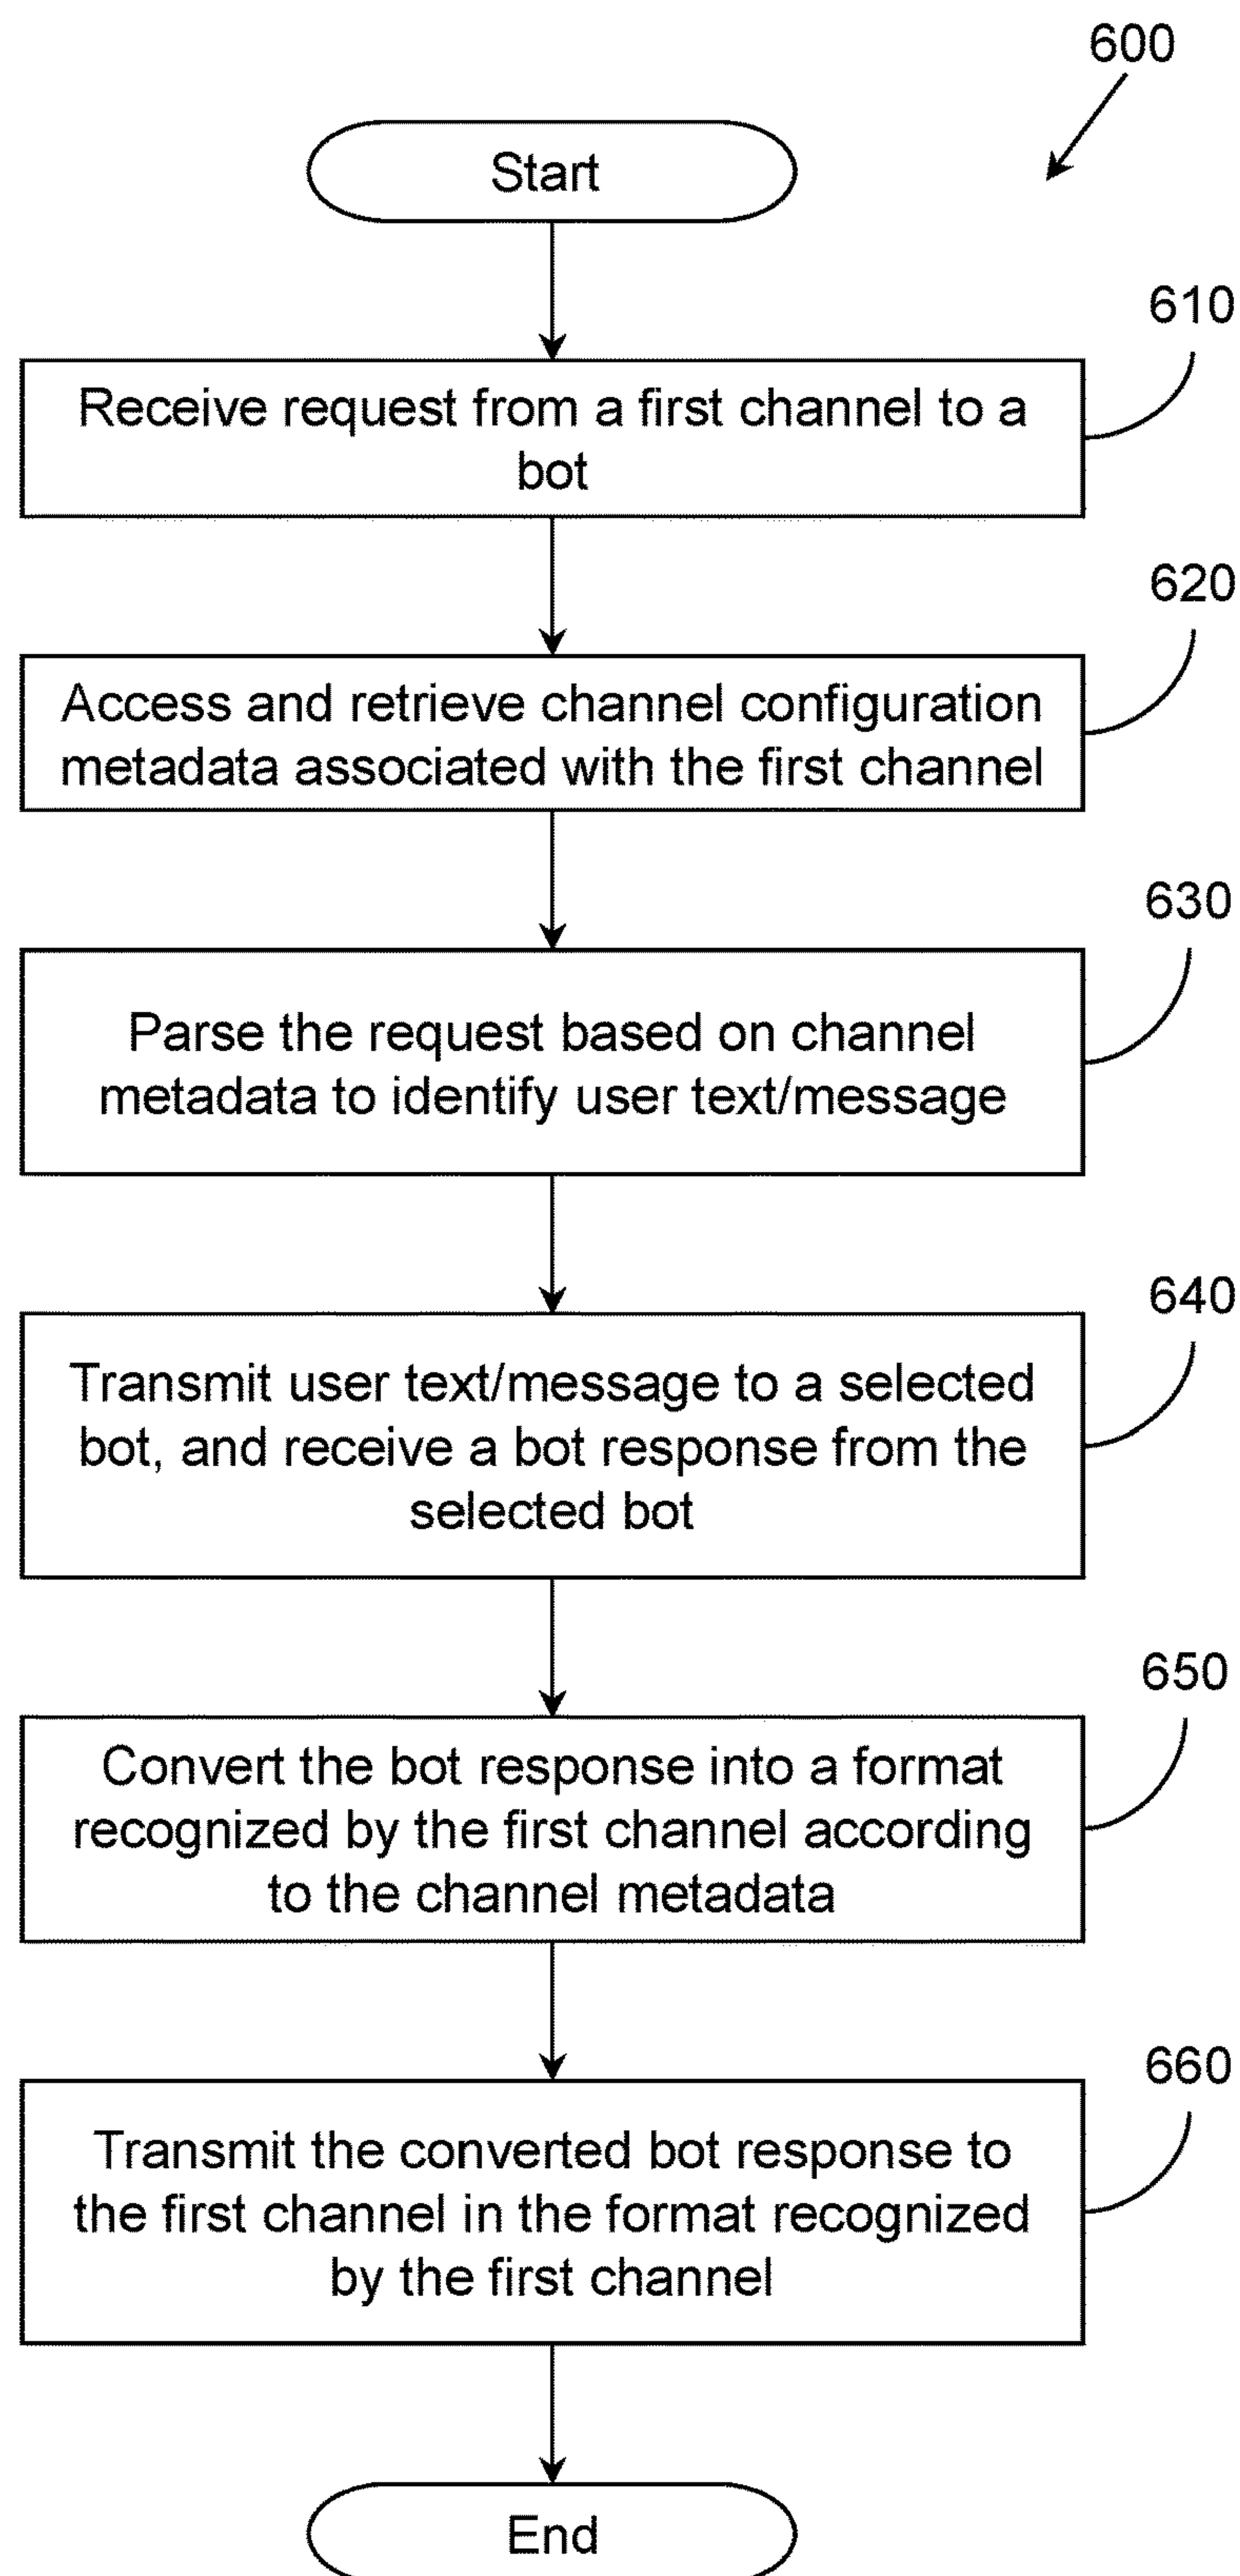 600
Start
610
Receive request from a first channel to a
bot
620
Access and retrieve channel configuration
metadata associated with the first channel
630
Parse the request based on channel
metadata to identify user text/message
640
Transmit user text/message to a selected
bot, and receive a bot response from the
selected bot
650
Convert the bot response into a format
recognized by the first channel according
to the channel metadata
660
Transmit the converted bot response to
the first channel in the format recognized
by the first channel
End